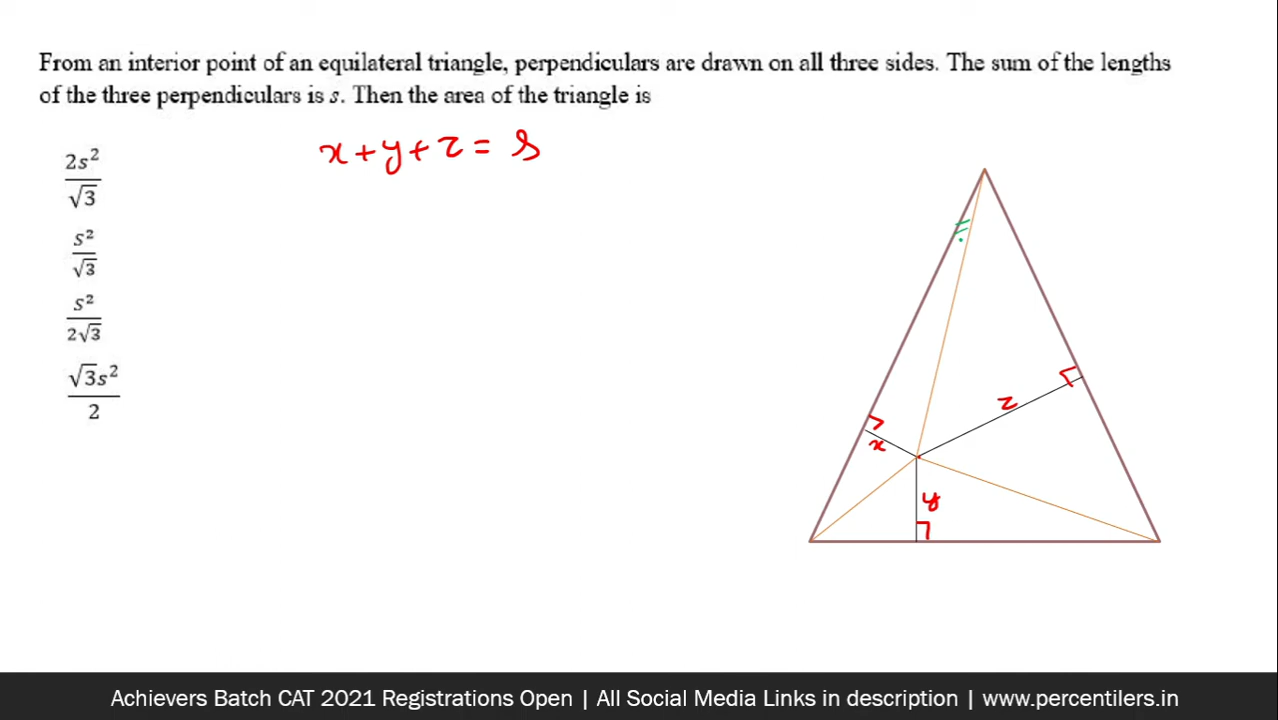 From an interior point of an equilateral triangle, perpendiculars are drawn on all three sides. The sum of the lengths
of the three perpendiculars is s. Then the area of the triangle is
x + y + z = s
2s²/√3
s²/√3
s²/2√3
√3s²/2
z
x
y
Achievers Batch CAT 2021 Registrations Open | All Social Media Links in description | www.percentilers.in